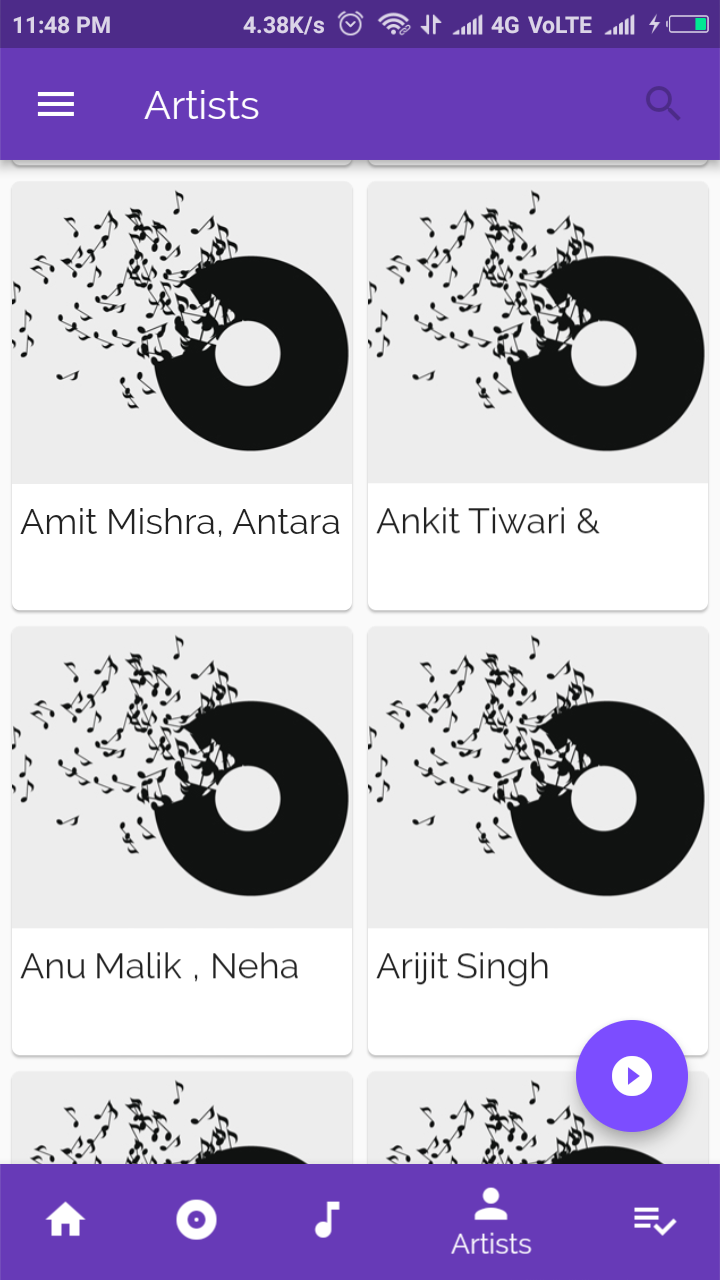 11:48 PM 4.38K/s 4G VoLTE
Artists
Amit Mishra, Antara
Ankit Tiwari &
Anu Malik , Neha
Arijit Singh
Artists